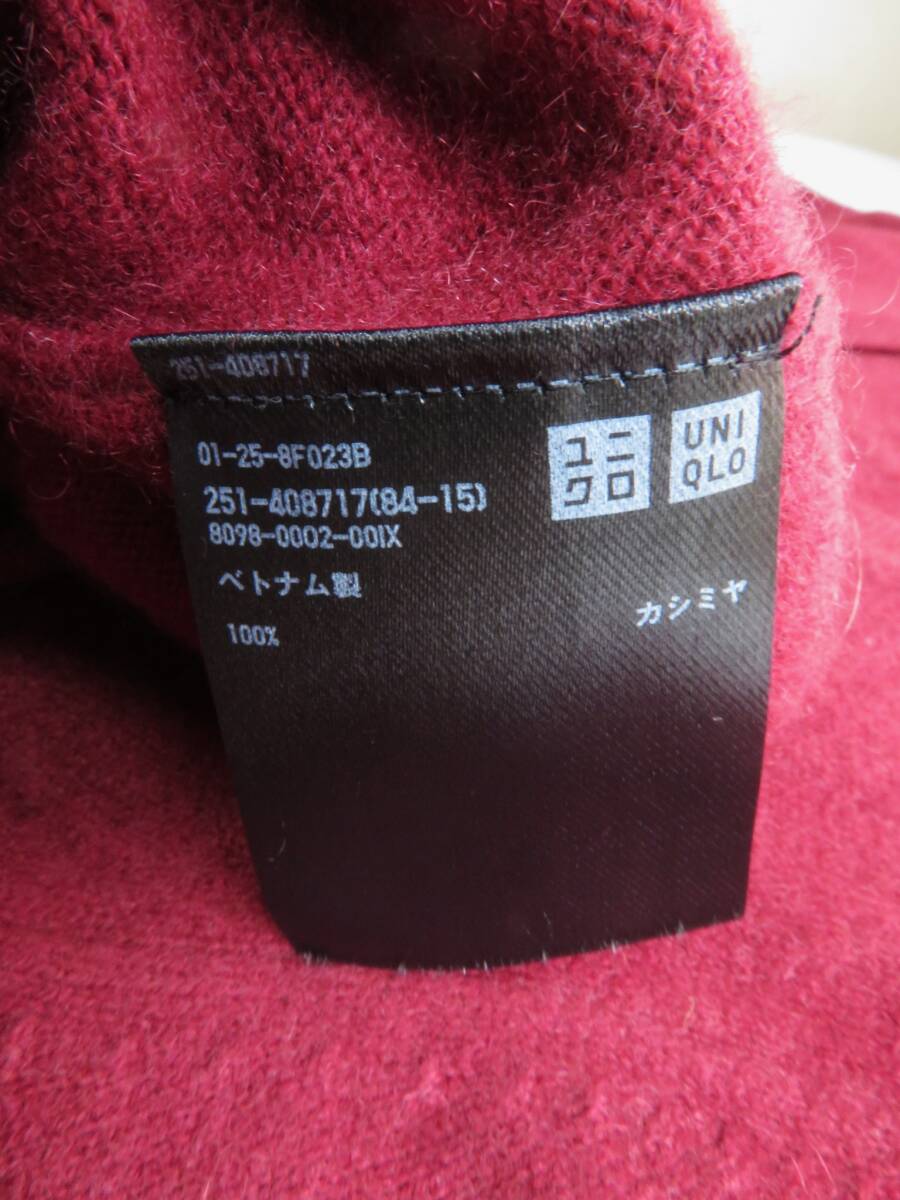 251-408717
01-25-8F023B
251-408717(84-15)
8098-0002-001X
ベトナム製
カシミヤ
100%
ユニ
クロ
UNI
QLO